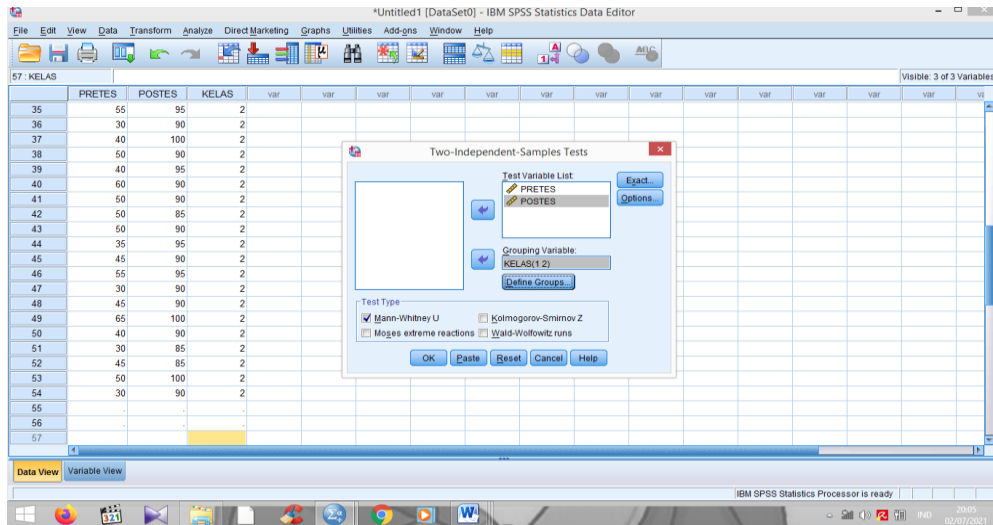 *Untitled1 [DataSet0] - IBM SPSS Statistics Data Editor
File Edit View Data Transform Analyze Direct Marketing Graphs Utilities Add-ons Window Help
57 : KELAS
Visible: 3 of 3 Variables
PRETES POSTES KELAS var var var var var var var var var var var var var
35 55 95 2
36 30 90 2
37 40 100 2
38 50 90 2
39 40 95 2
40 60 90 2
41 50 90 2
42 50 85 2
43 50 90 2
44 35 95 2
45 45 90 2
46 55 95 2
47 30 90 2
48 45 90 2
49 65 100 2
50 40 90 2
51 30 85 2
52 45 85 2
53 50 100 2
54 30 90 2
55 . . .
56 . . .
57
Two-Independent-Samples Tests
Test Variable List:
PRETES
POSTES
Exact...
Options...
Grouping Variable:
KELAS(1 2)
Define Groups...
Test Type
Mann-Whitney U Kolmogorov-Smirnov Z
Moses extreme reactions Wald-Wolfowitz runs
OK Paste Reset Cancel Help
Data View Variable View
IBM SPSS Statistics Processor is ready
321
IND
20:05
02/07/2021